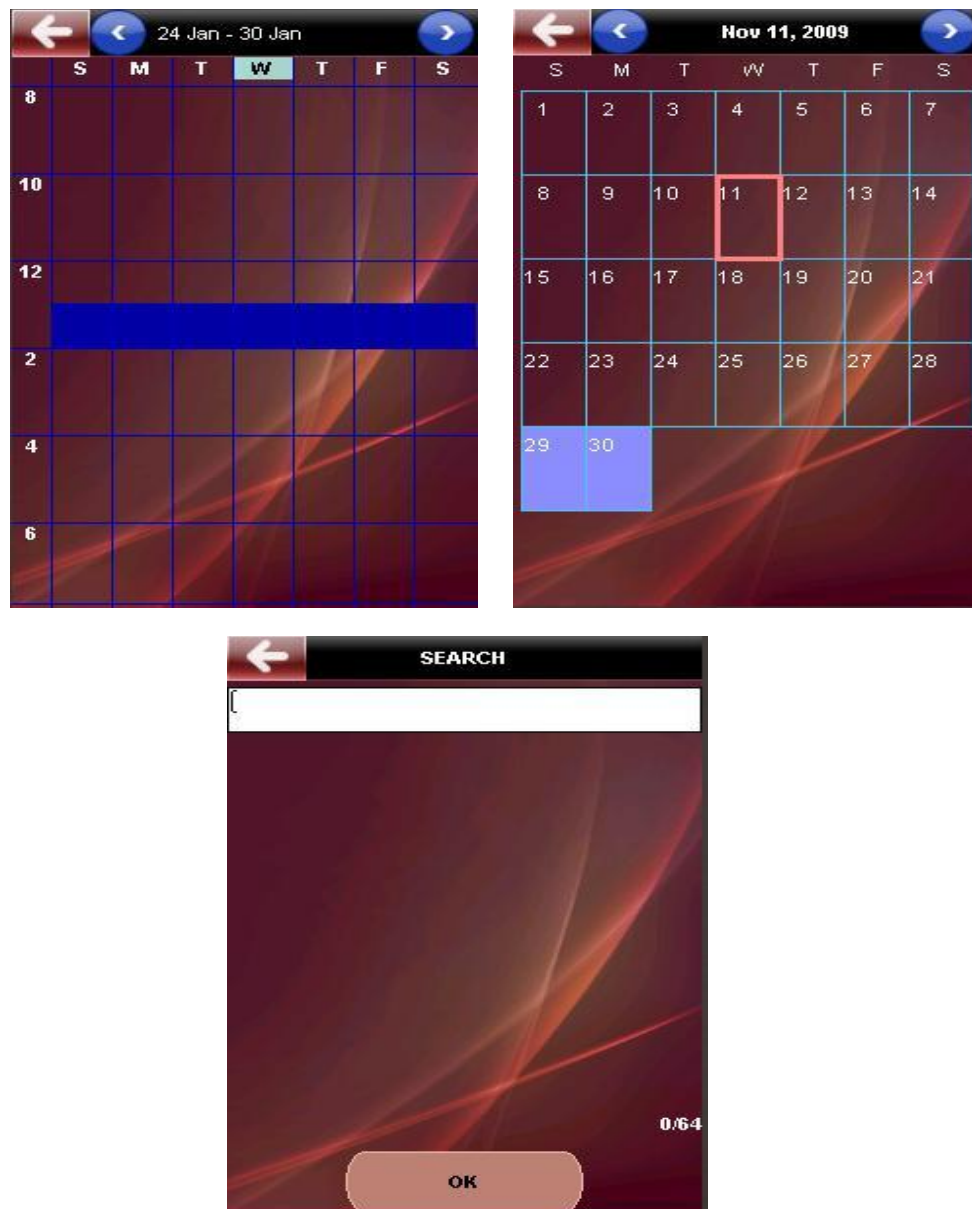 24 Jan - 30 Jan
S M T W T F S
8
10
12
2
4
6
Nov 11, 2009
S M T W T F S
1 2 3 4 5 6 7
8 9 10 11 12 13 14
15 16 17 18 19 20 21
22 23 24 25 26 27 28
29 30
SEARCH
0/64
OK